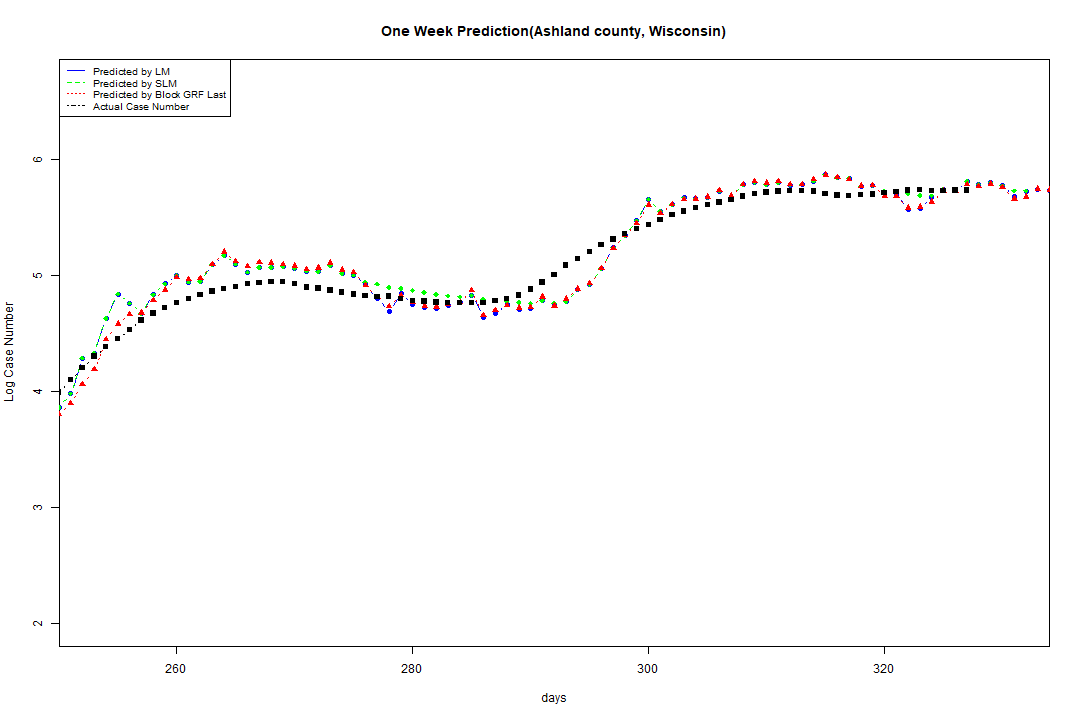 One Week Prediction(Ashland county, Wisconsin)
Predicted by LM
Predicted by SLM
Predicted by Block GRF Last
Actual Case Number
6
5
4
3
2
Log Case Number
260 280 300 320
days